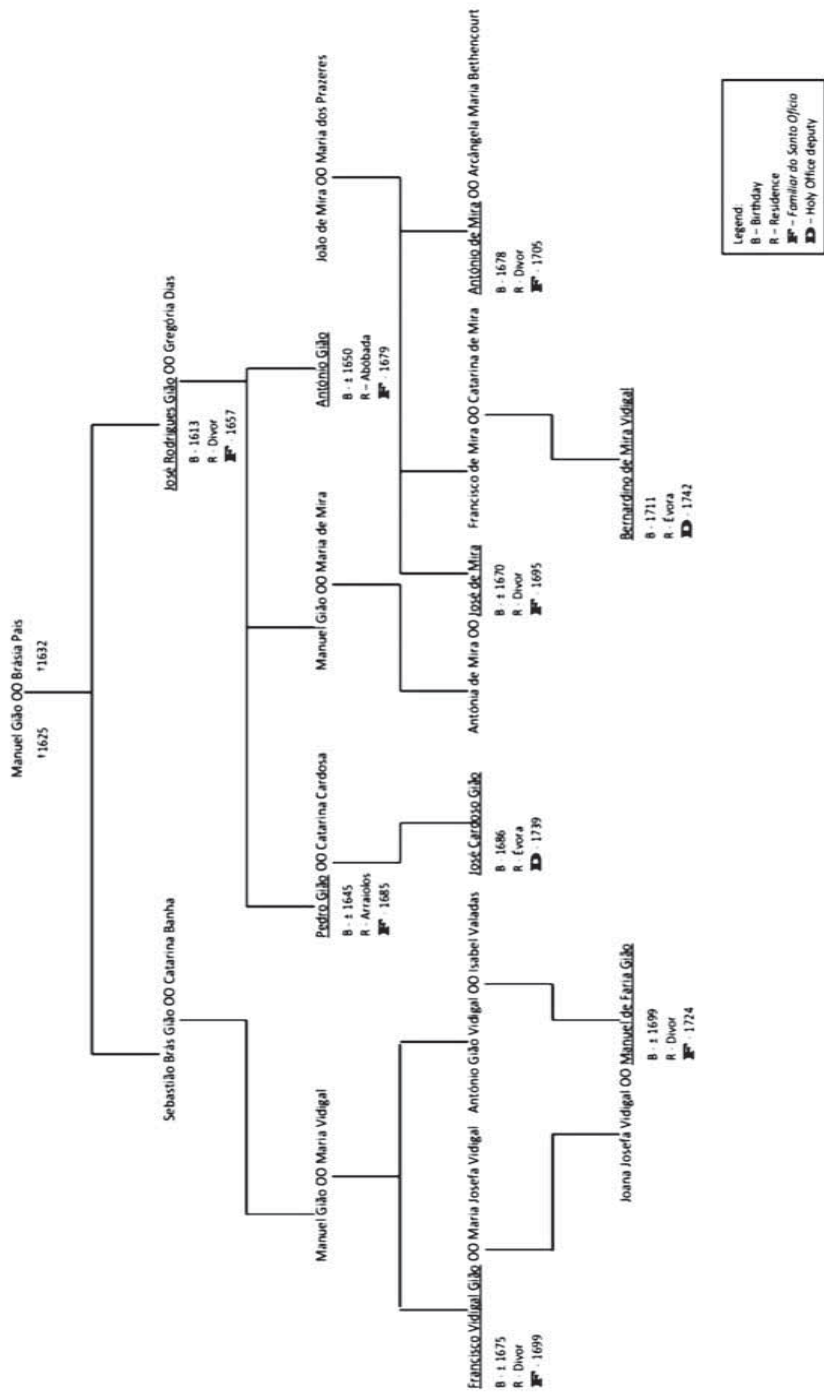 Manuel Gião OO Brásia Pais
†1625
†1632
Sebastião Brás Gião OO Catarina Banha
José Rodrigues Gião OO Gregória Dias
B - 1613
R - Divor
F - 1657
Manuel Gião OO Maria Vidigal
Pedro Gião OO Catarina Cardosa
B - ± 1645
R - Arraiolos
F - 1685
Manuel Gião OO Maria de Mira
António Gião
B - ± 1650
R – Abóbada
F - 1679
João de Mira OO Maria dos Prazeres
Francisco Vidigal Gião OO Maria Josefa Vidigal
B - ± 1675
R - Divor
F - 1699
António Gião Vidigal OO Isabel Valadas
José Cardoso Gião
B - 1686
R - Évora
D - 1739
Antónia de Mira OO José de Mira
B - ± 1670
R - Divor
F - 1695
Francisco de Mira OO Catarina de Mira
António de Mira OO Arcângela Maria Bethencourt
B - 1678
R - Divor
F - 1705
Joana Josefa Vidigal OO Manuel de Faria Gião
B - ± 1699
R - Divor
F - 1724
Bernardino de Mira Vidigal
B - 1711
R - Évora
D - 1742
Legend:
B – Birthday
R – Residence
F – Familiar do Santo Ofício
D – Holy Office deputy